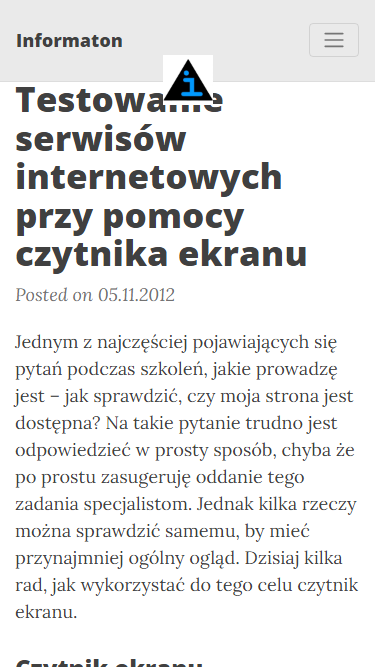 Informaton
Testowanie
serwisów
internetowych
przy pomocy
czytnika ekranu
Posted on 05.11.2012
Jednym z najczęściej pojawiających się
pytań podczas szkoleń, jakie prowadzę
jest – jak sprawdzić, czy moja strona jest
dostępna? Na takie pytanie trudno jest
odpowiedzieć w prosty sposób, chyba że
po prostu zasugeruję oddanie tego
zadania specjalistom. Jednak kilka rzeczy
można sprawdzić samemu, by mieć
przynajmniej ogólny ogląd. Dzisiaj kilka
rad, jak wykorzystać do tego celu czytnik
ekranu.
Czytnik ekranu